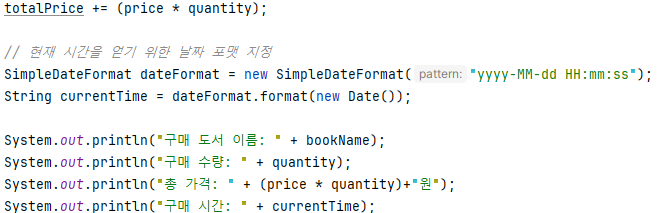 totalPrice += (price * quantity);
// 현재 시간을 얻기 위한 날짜 포맷 지정
SimpleDateFormat dateFormat = new SimpleDateFormat( pattern: "yyyy-MM-dd HH:mm:ss");
String currentTime = dateFormat.format(new Date());
System.out.println("구매 도서 이름: " + bookName);
System.out.println("구매 수량: " + quantity);
System.out.println("총 가격: " + (price * quantity)+"원");
System.out.println("구매 시간: " + currentTime);